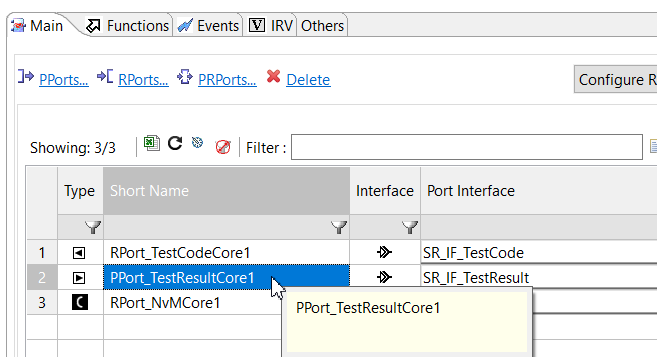 Main Functions Events V IRV Others
PPorts... RPorts... PRPorts... Delete
Configure R
Showing: 3/3 Filter :
Type Short Name Interface Port Interface
1 RPort_TestCodeCore1 SR_IF_TestCode
2 PPort_TestResultCore1 SR_IF_TestResult
3 C RPort_NvMCore1
PPort_TestResultCore1